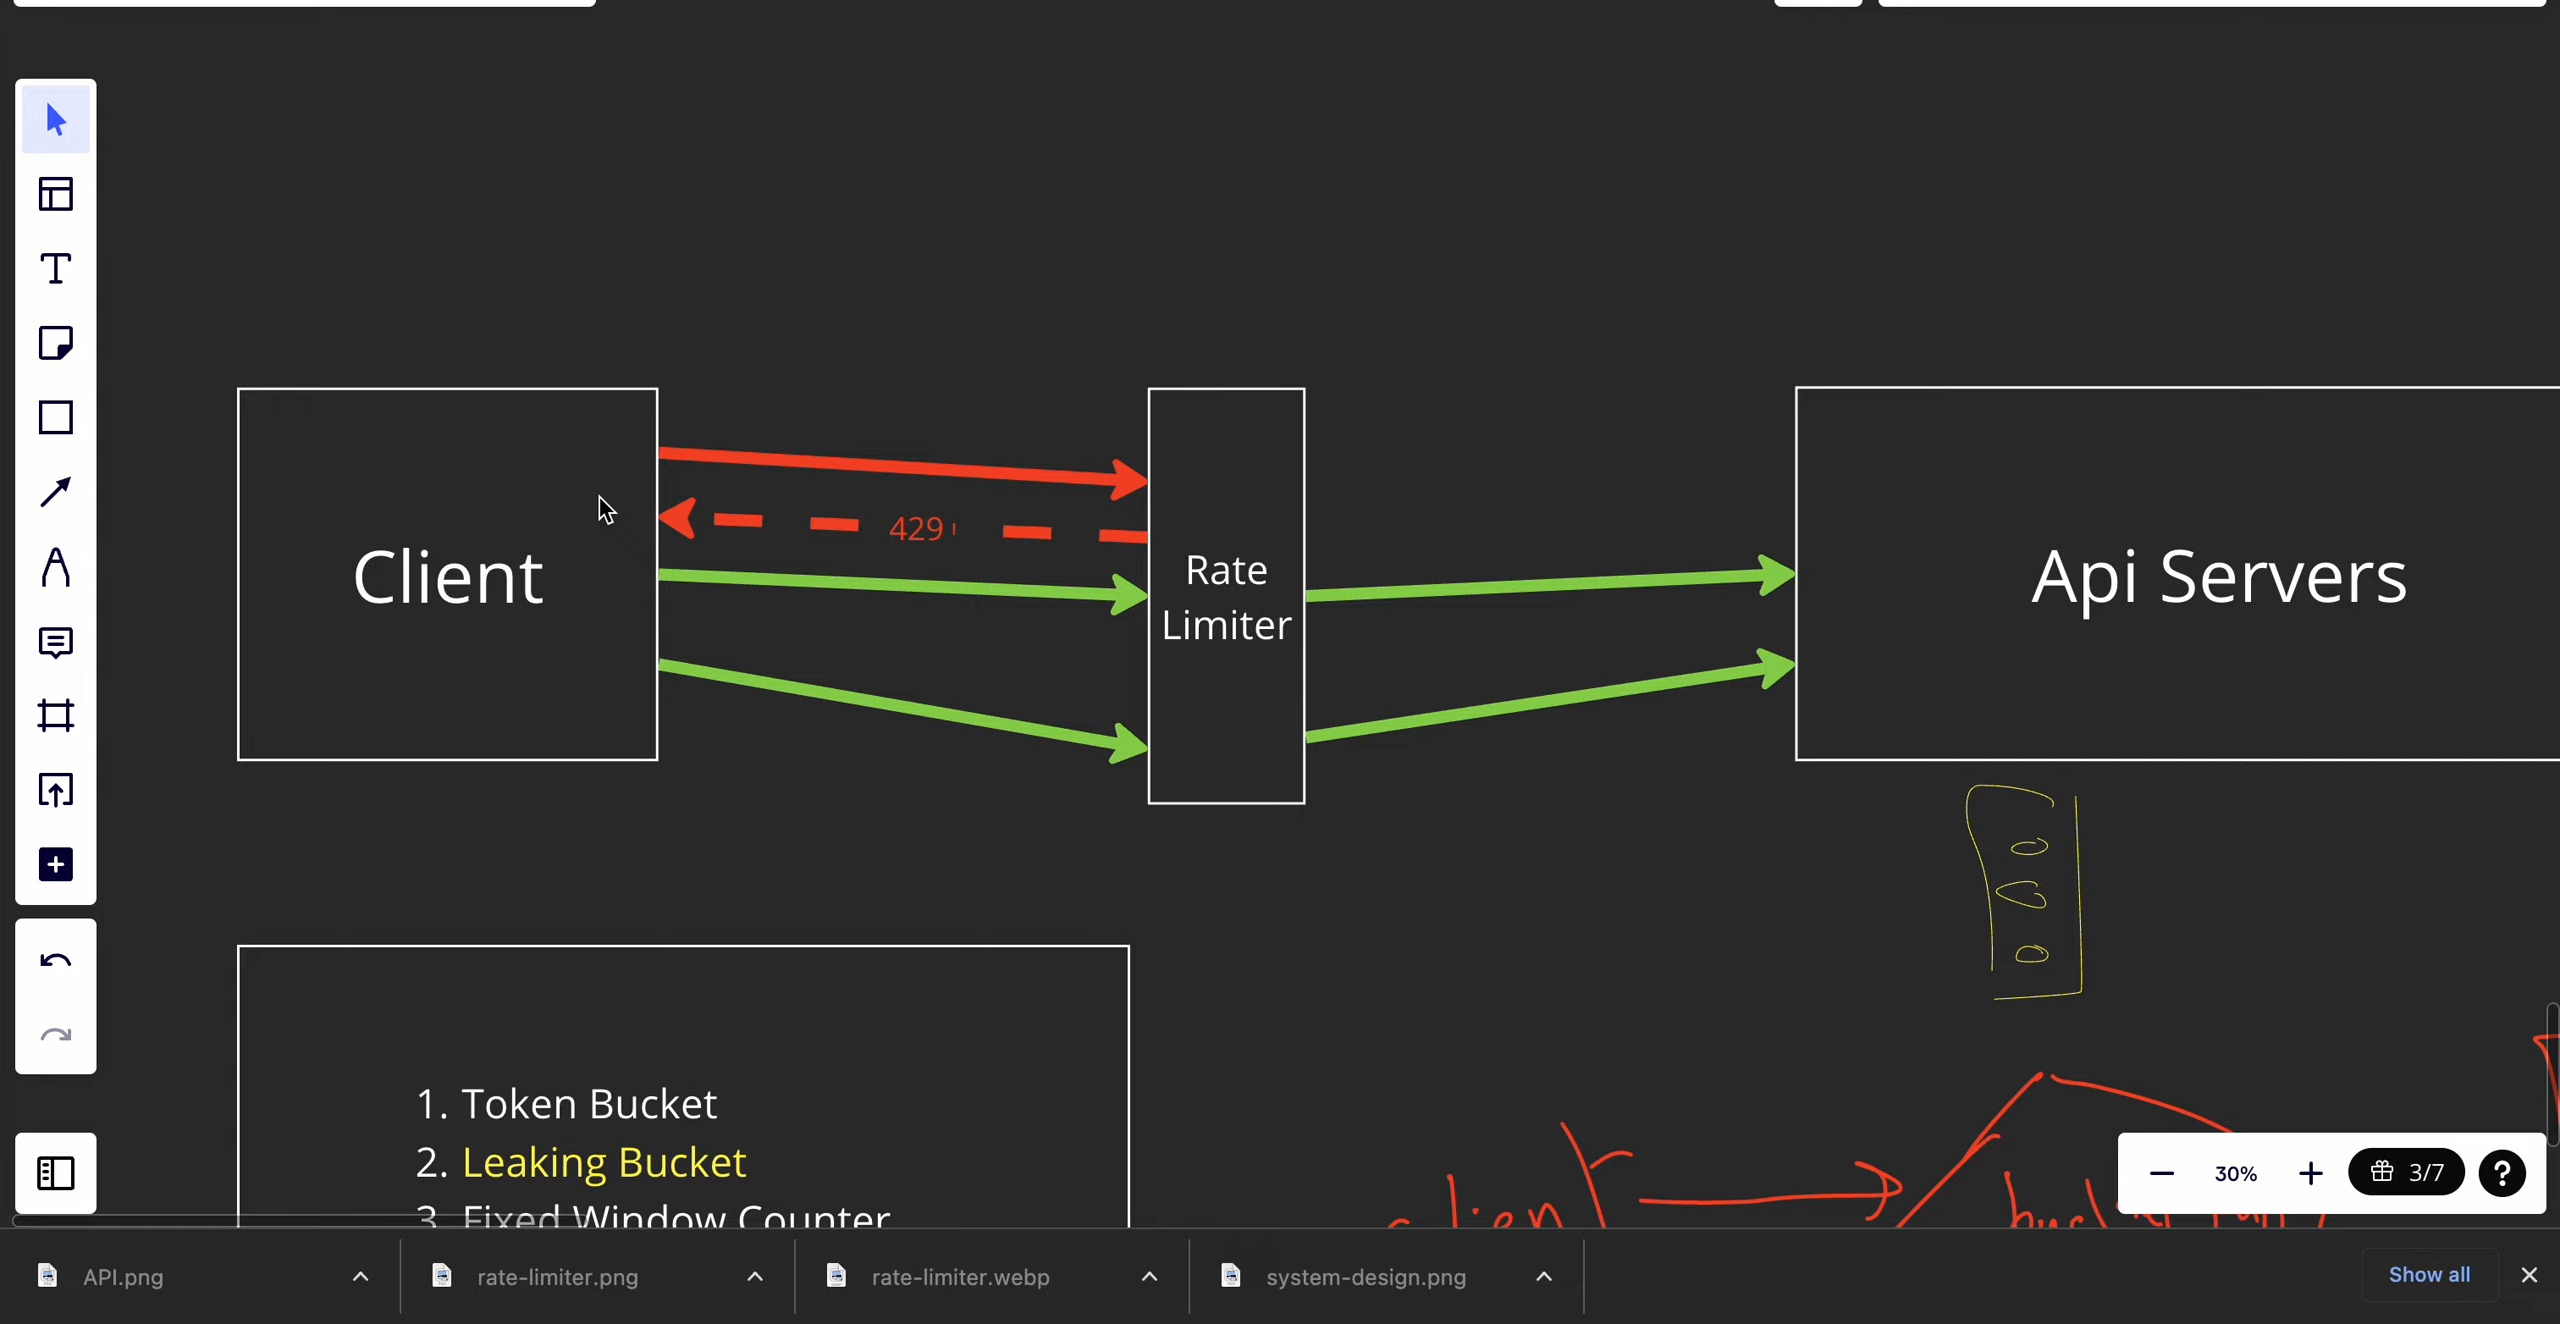 429
Client
Rate
Limiter
Api Servers
1. Token Bucket
2. Leaking Bucket
3. Fixed Window Counter
30%
3/7
?
API.png
rate-limiter.png
rate-limiter.webp
system-design.png
Show all